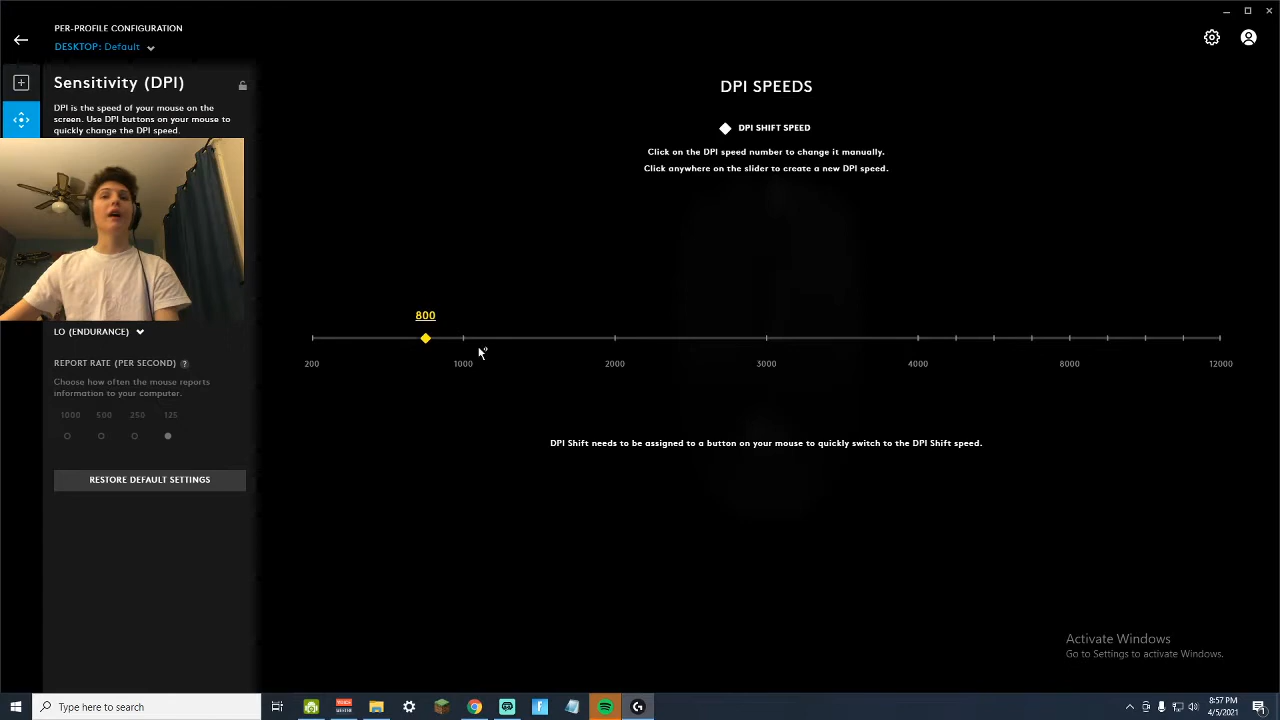 PER-PROFILE CONFIGURATION
DESKTOP: Default
Sensitivity (DPI)
DPI is the speed of your mouse on the
screen. Use DPI buttons on your mouse to
quickly change the DPI speed.
LO (ENDURANCE)
REPORT RATE (PER SECOND) ?
Choose how often the mouse reports
information to your computer.
1000 500 250 125
RESTORE DEFAULT SETTINGS
DPI SPEEDS
DPI SHIFT SPEED
Click on the DPI speed number to change it manually.
Click anywhere on the slider to create a new DPI speed.
800
200 1000 2000 3000 4000 8000 12000
DPI Shift needs to be assigned to a button on your mouse to quickly switch to the DPI Shift speed.
Activate Windows
Go to Settings to activate Windows.
Type here to search
8:57 PM
4/5/2021